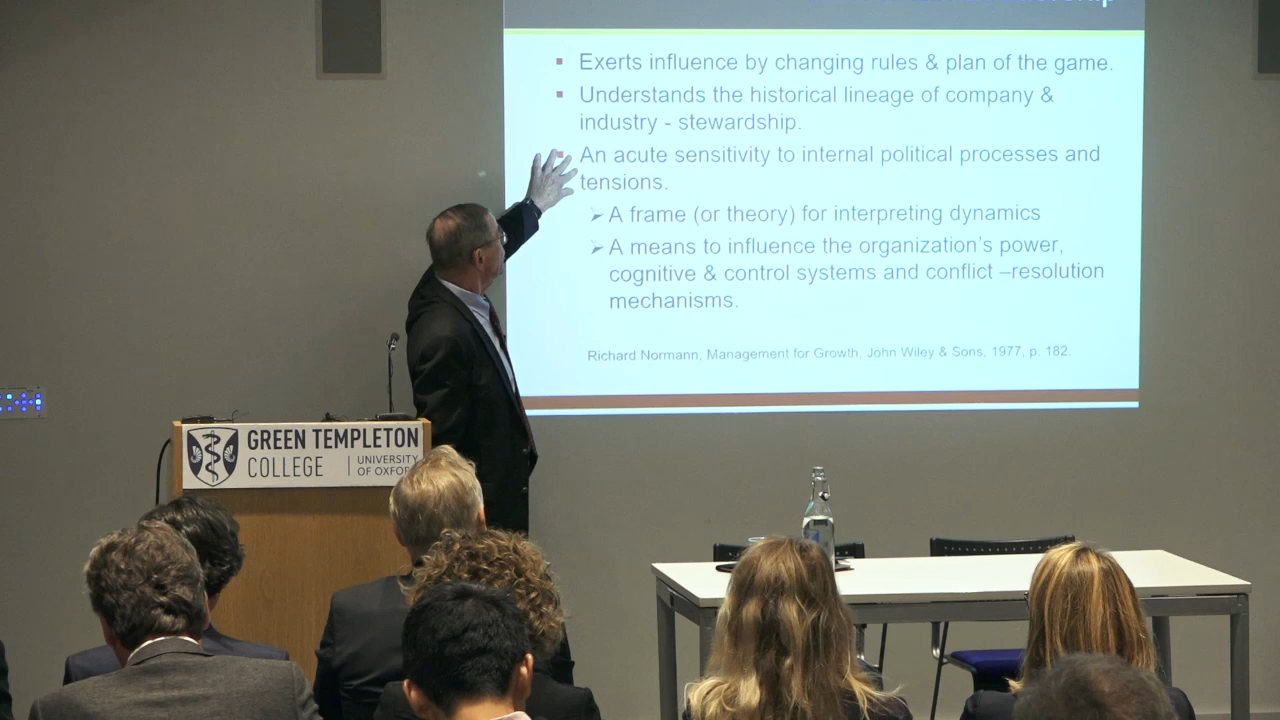 Exerts influence by changing rules & plan of the game.
Understands the historical lineage of company &
industry - stewardship.
An acute sensitivity to internal political processes and
tensions.
A frame (or theory) for interpreting dynamics
A means to influence the organization's power,
cognitive & control systems and conflict –resolution
mechanisms.
Richard Normann, Management for Growth, John Wiley & Sons, 1977, p. 182.
GREEN TEMPLETON
COLLEGE
UNIVERSITY
OF OXFORD